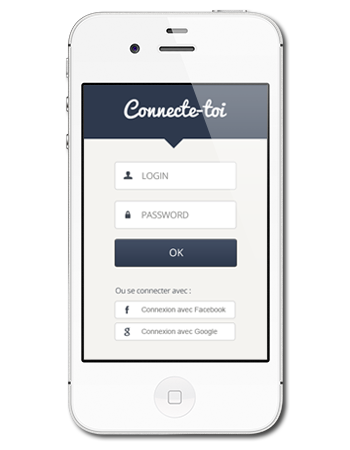 Connecte-toi
LOGIN
PASSWORD
OK
Ou se connecter avec :
f Connexion avec Facebook
g Connexion avec Google